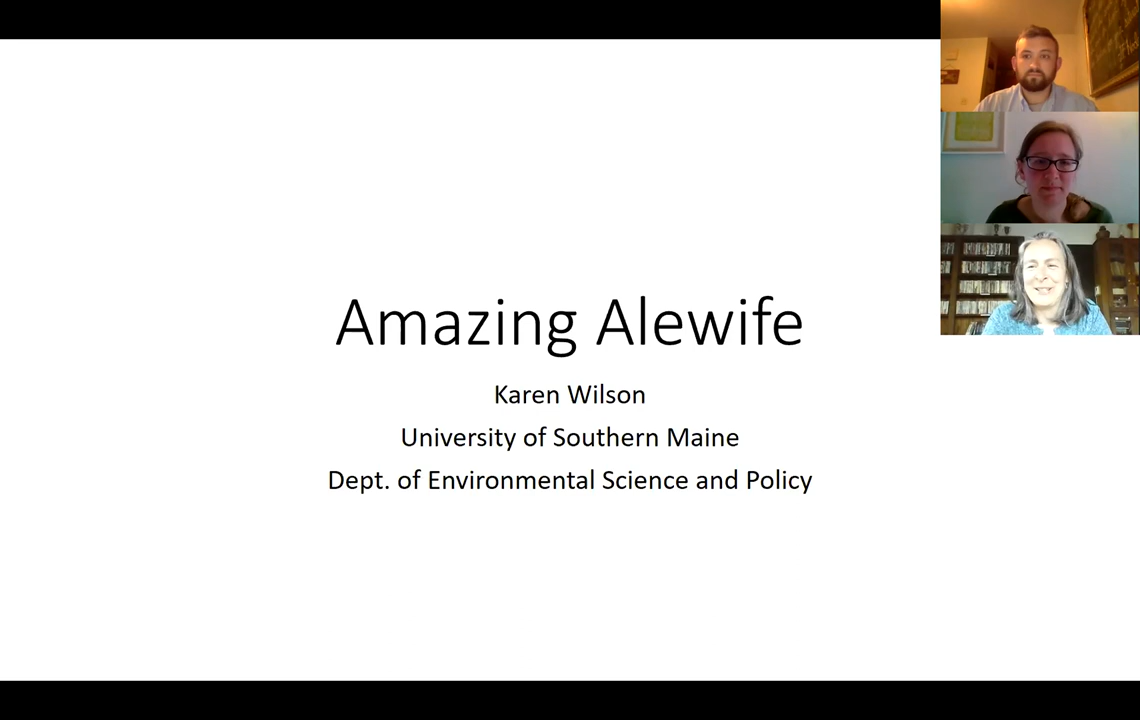 Amazing Alewife
Karen Wilson
University of Southern Maine
Dept. of Environmental Science and Policy